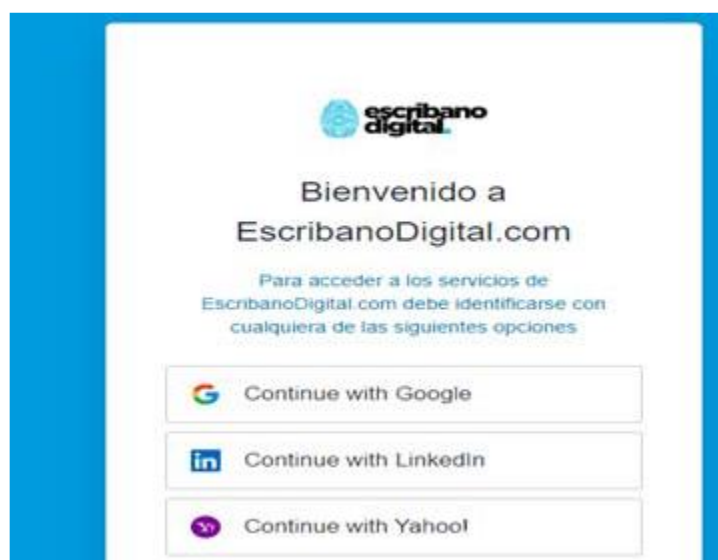 escribano
digital.
Bienvenido a
EscribanoDigital.com
Para acceder a los servicios de
EscribanoDigital.com debe identificarse con
cualquiera de las siguientes opciones
Continue with Google
in Continue with LinkedIn
Continue with Yahoo!